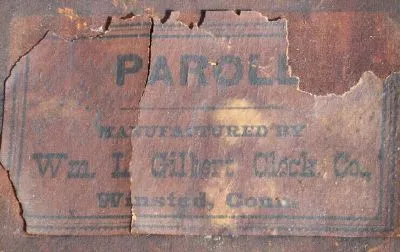 PAROLE
MANUFACTURED BY
Wm. L. Gilbert Clock Co.,
Winsted, Conn.